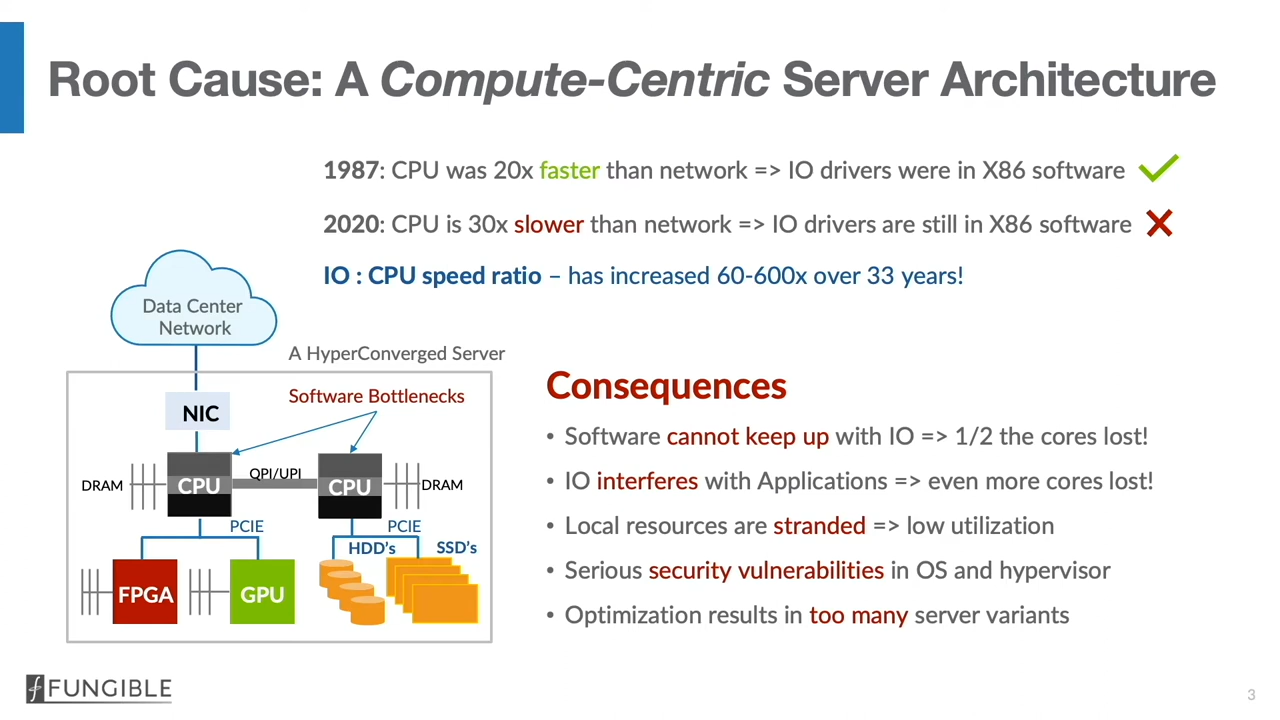 Root Cause: A Compute-Centric Server Architecture
1987: CPU was 20x faster than network => IO drivers were in X86 software
2020: CPU is 30x slower than network => IO drivers are still in X86 software
IO : CPU speed ratio – has increased 60-600x over 33 years!
Data Center
Network
A HyperConverged Server
Software Bottlenecks
NIC
DRAM
CPU
QPI/UPI
CPU
DRAM
PCIE
PCIE
HDD's
SSD's
FPGA
GPU
Consequences
• Software cannot keep up with IO => 1/2 the cores lost!
• IO interferes with Applications => even more cores lost!
• Local resources are stranded => low utilization
• Serious security vulnerabilities in OS and hypervisor
• Optimization results in too many server variants
FUNGIBLE
3